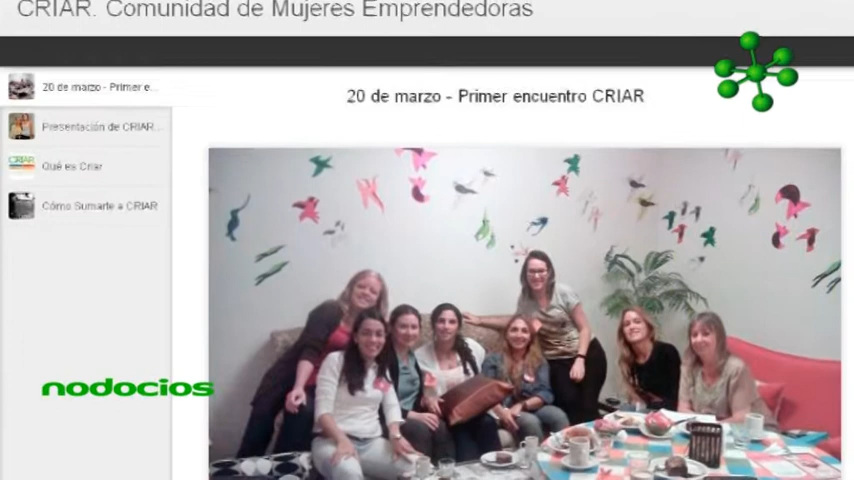 CRIAR. Comunidad de Mujeres Emprendedoras
20 de marzo - Primer e...
20 de marzo - Primer encuentro CRIAR
Presentación de CRIAR...
CRIAR
Qué es Criar
Cómo Sumarte a CRIAR
nodocios